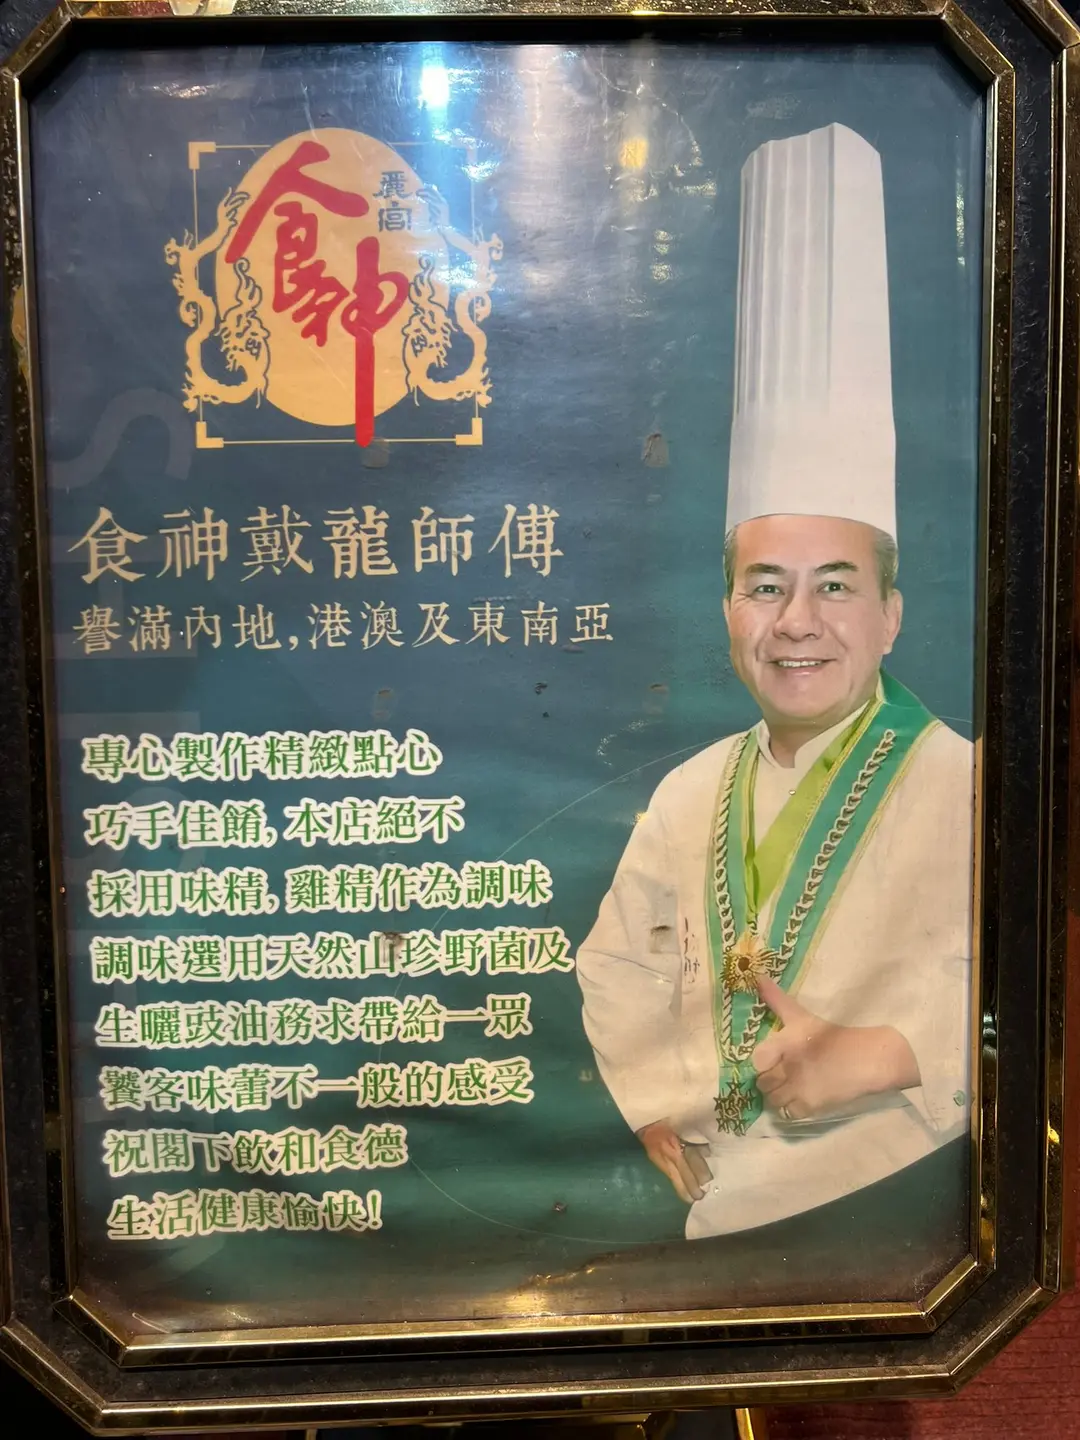 食神
麗宮
食神戴龍師傅
譽滿內地,港澳及東南亞
專心製作精緻點心
巧手佳餚,本店絕不
採用味精,雞精作為調味
調味選用天然山珍野菌及
生曬豉油務求帶給一眾
饕客味蕾不一般的感受
祝閣下飲和食德
生活健康愉快!